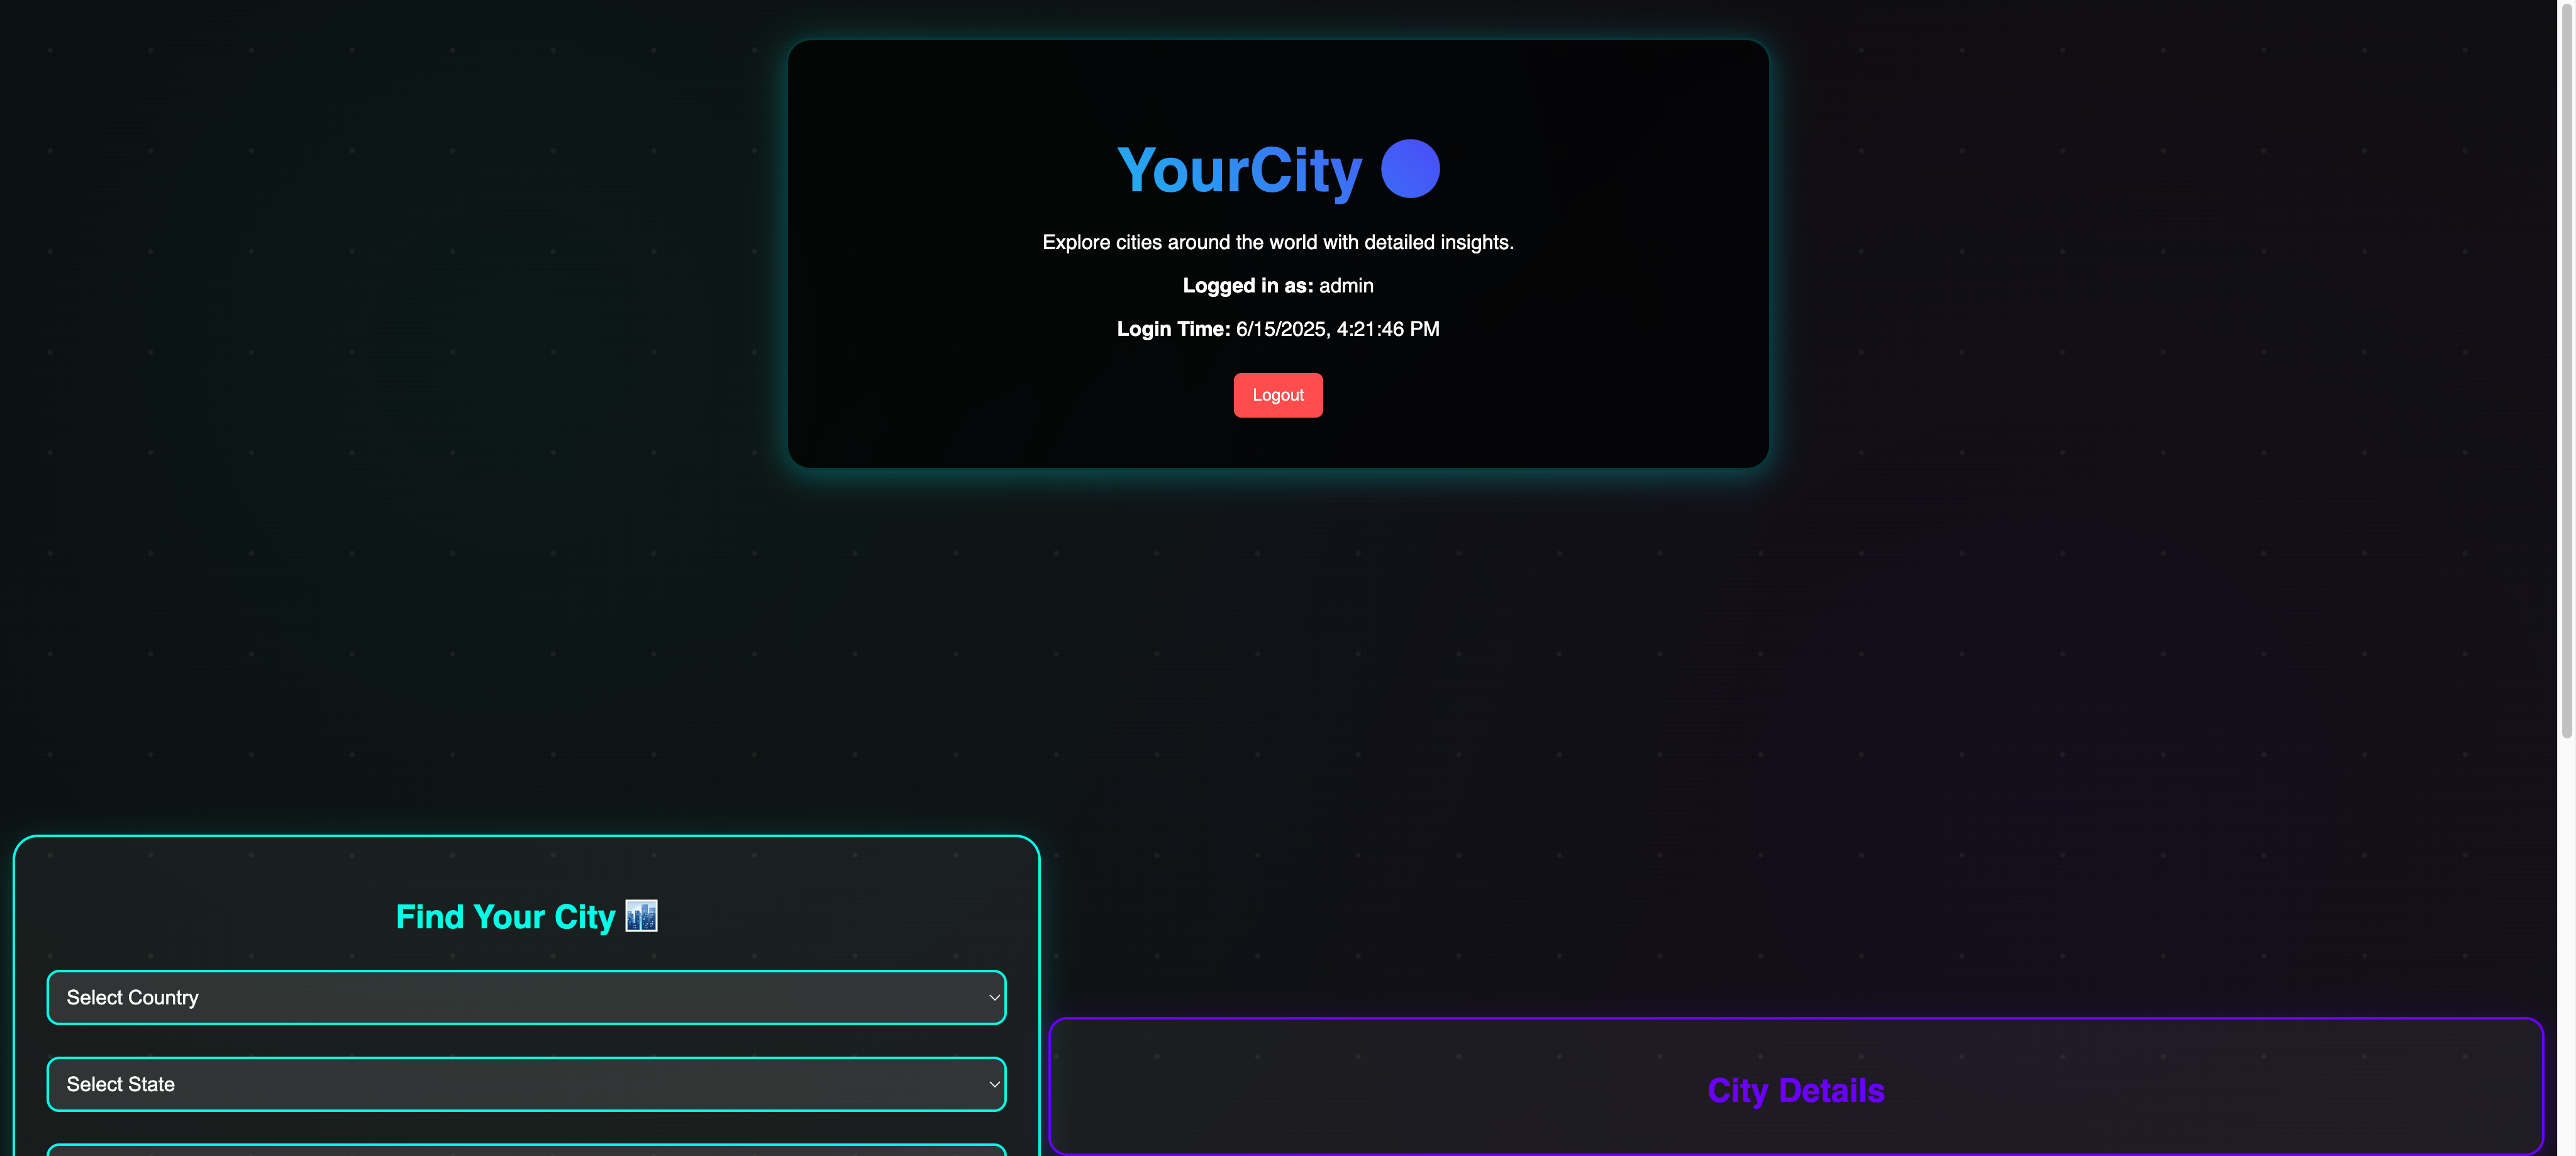 YourCity
Explore cities around the world with detailed insights.
Logged in as: admin
Login Time: 6/15/2025, 4:21:46 PM
Logout
Find Your City
Select Country
Select State
City Details